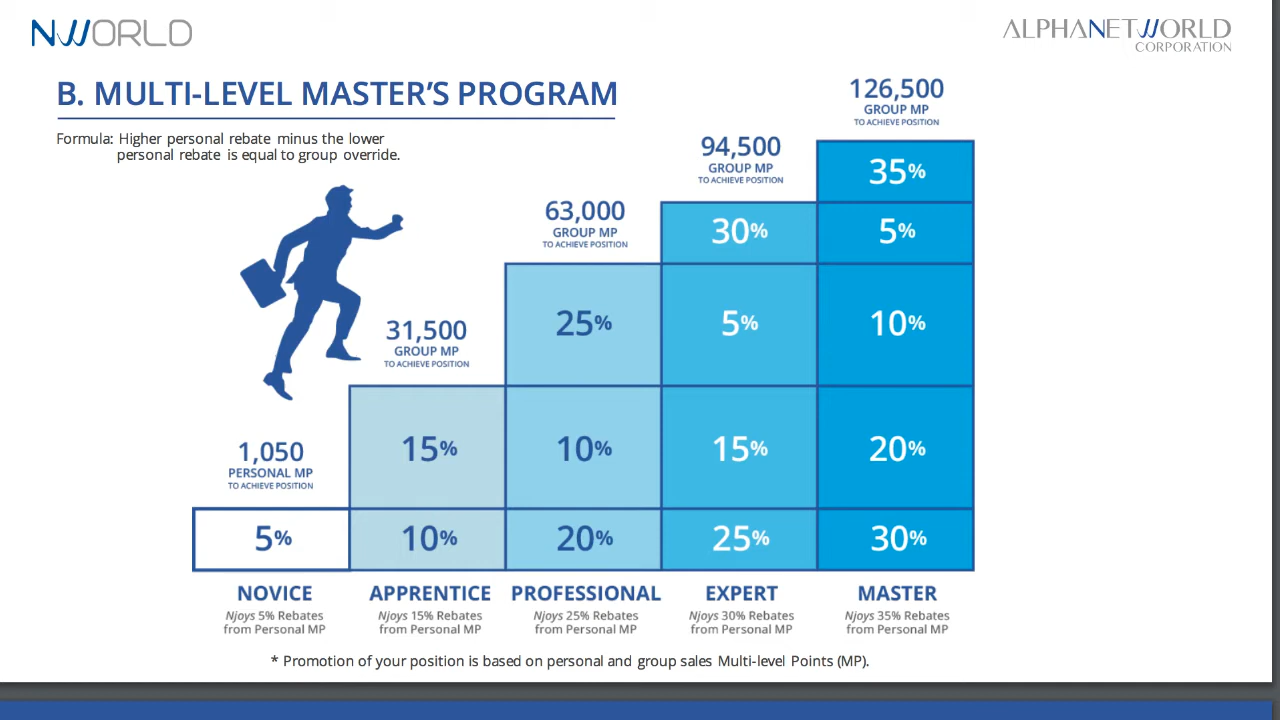 NWORLD
ALPHANETWORLD
CORPORATION
B. MULTI-LEVEL MASTER'S PROGRAM
Formula: Higher personal rebate minus the lower
personal rebate is equal to group override.
126,500
GROUP MP
TO ACHIEVE POSITION
94,500
GROUP MP
TO ACHIEVE POSITION
63,000
GROUP MP
TO ACHIEVE POSITION
31,500
GROUP MP
TO ACHIEVE POSITION
1,050
PERSONAL MP
TO ACHIEVE POSITION
35%
30% 5%
25% 5% 10%
15% 10% 15% 20%
5% 10% 20% 25% 30%
NOVICE APPRENTICE PROFESSIONAL EXPERT MASTER
Njoys 5% Rebates Njoys 15% Rebates Njoys 25% Rebates Njoys 30% Rebates Njoys 35% Rebates
from Personal MP from Personal MP from Personal MP from Personal MP from Personal MP
* Promotion of your position is based on personal and group sales Multi-level Points (MP).